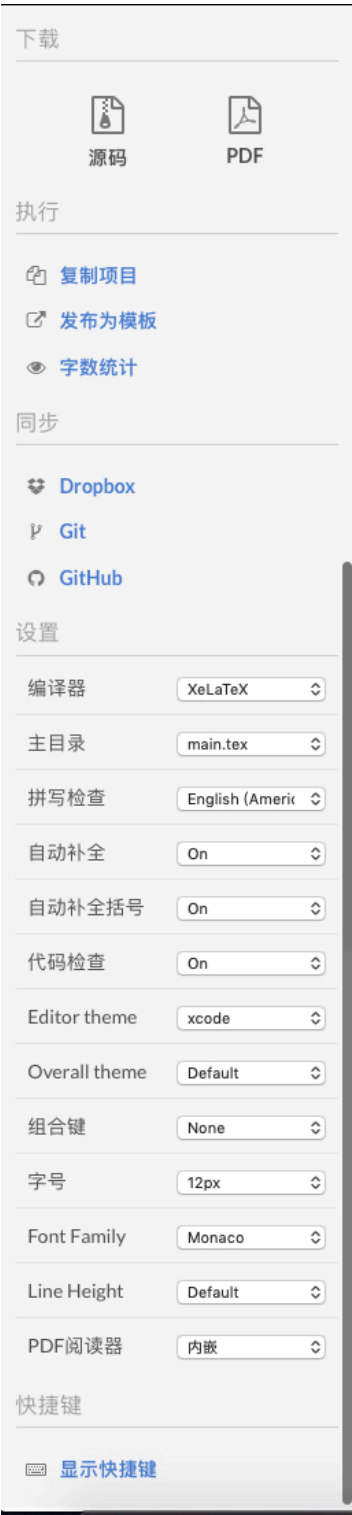 下载
源码 PDF
执行
复制项目
发布为模板
字数统计
同步
Dropbox
Git
GitHub
设置
编译器 XeLaTeX
主目录 main.tex
拼写检查 English (Americ
自动补全 On
自动补全括号 On
代码检查 On
Editor theme xcode
Overall theme Default
组合键 None
字号 12px
Font Family Monaco
Line Height Default
PDF阅读器 内嵌
快捷键
显示快捷键